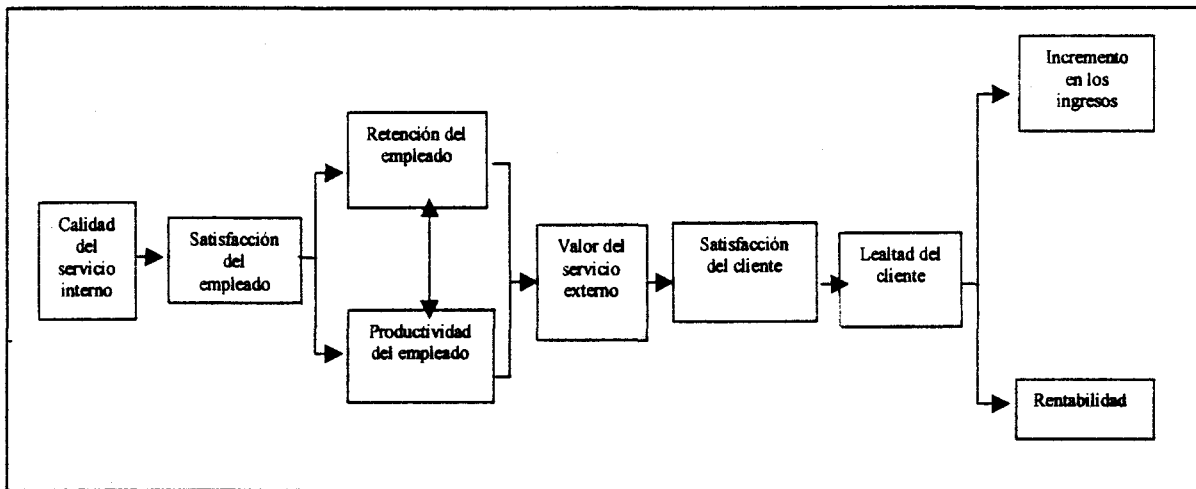 Calidad
del
servicio
interno
Satisfacción
del
empleado
Retención del
empleado
Productividad
del empleado
Valor del
servicio
externo
Satisfacción
del cliente
Lealtad del
cliente
Incremento
en los
ingresos
Rentabilidad